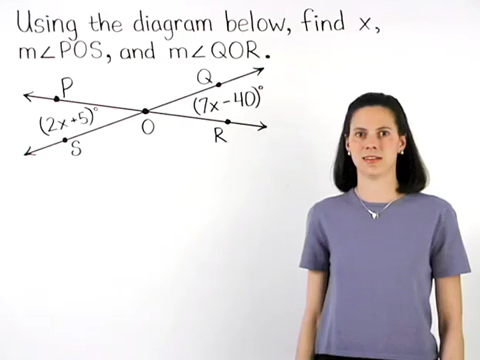 Using the diagram below, find x,
m∠POS, and m∠QOR.
P
Q
(2x+5)°
(7x-40)°
O
R
S